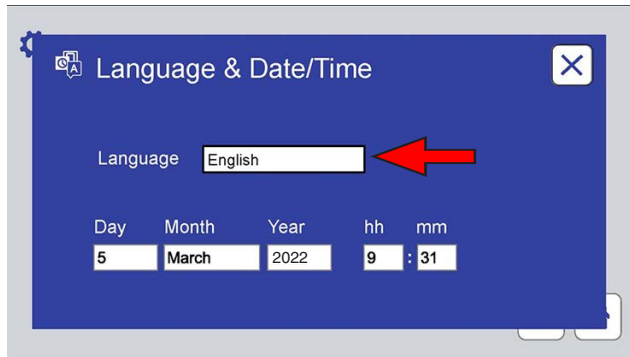 Language & Date/Time
Language English
Day Month Year hh mm
5 March 2022 9 : 31